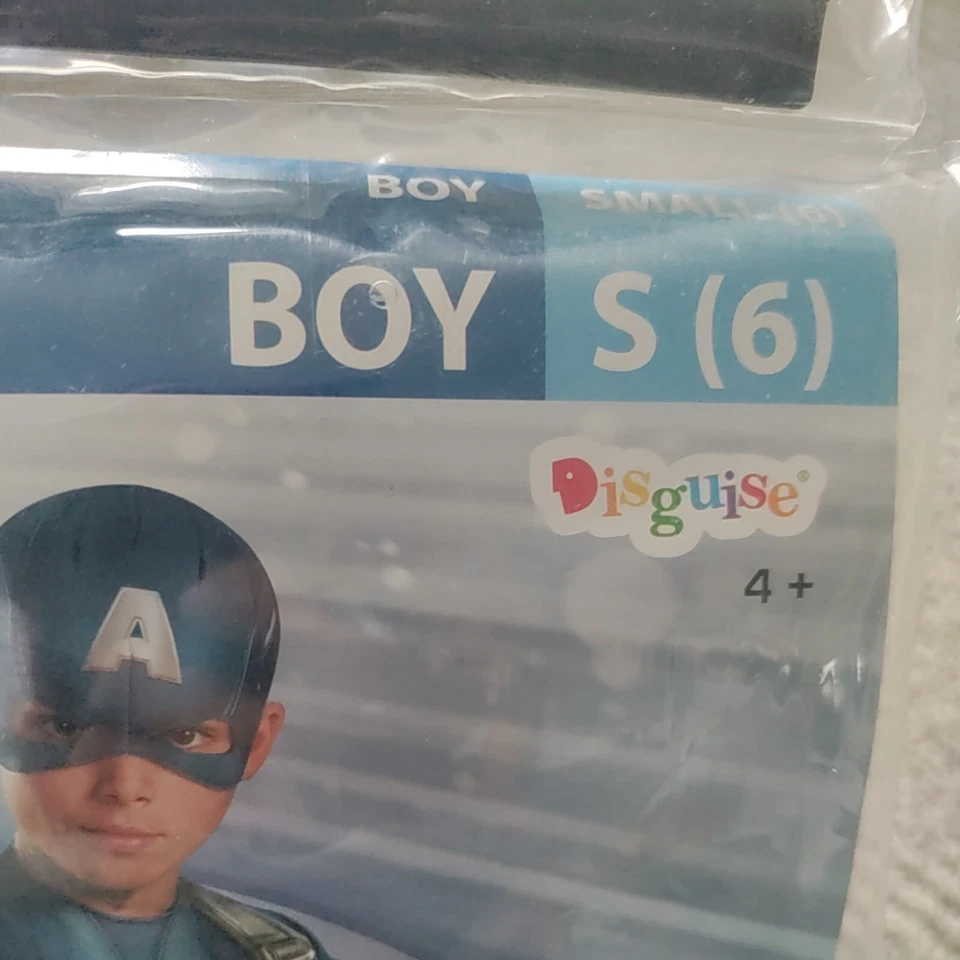 BOY SMALL (6)
BOY S (6)
Disguise®
4+
A